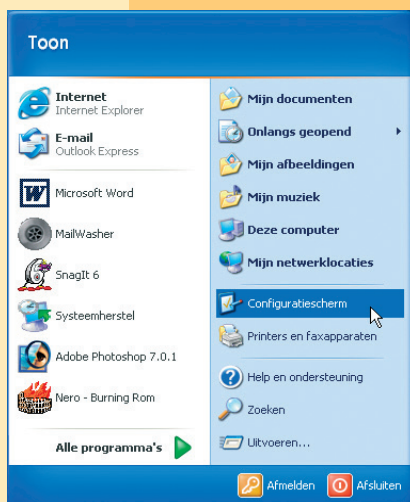 Toon
Internet
Internet Explorer
E-mail
Outlook Express
Microsoft Word
MailWasher
SnagIt 6
Systeemherstel
Adobe Photoshop 7.0.1
Nero - Burning Rom
Alle programma's
Mijn documenten
Onlangs geopend
Mijn afbeeldingen
Mijn muziek
Deze computer
Mijn netwerklocaties
Configuratiescherm
Printers en faxapparaten
Help en ondersteuning
Zoeken
Uitvoeren...
Afmelden
Afsluiten